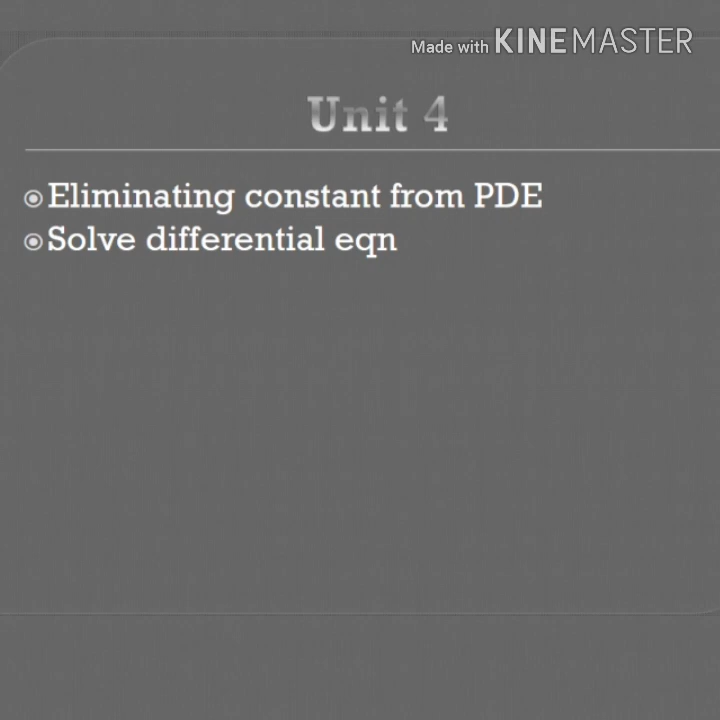 Made with KINEMASTER
Unit 4
Eliminating constant from PDE
Solve differential eqn